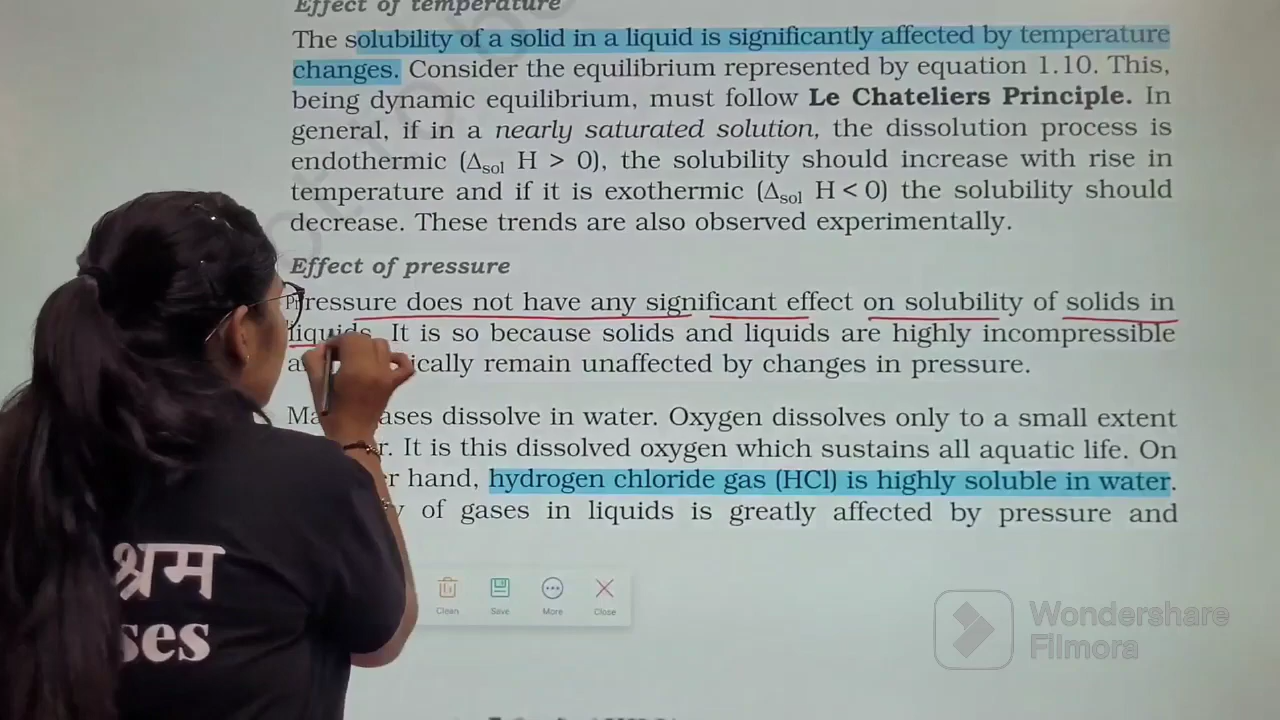 Effect of temperature
The solubility of a solid in a liquid is significantly affected by temperature
changes. Consider the equilibrium represented by equation 1.10. This,
being dynamic equilibrium, must follow Le Chateliers Principle. In
general, if in a nearly saturated solution, the dissolution process is
endothermic (Δsol H > 0), the solubility should increase with rise in
temperature and if it is exothermic (Δsol H < 0) the solubility should
decrease. These trends are also observed experimentally.
Effect of pressure
Pressure does not have any significant effect on solubility of solids in
liquids. It is so because solids and liquids are highly incompressible
cally remain unaffected by changes in pressure.
Ma ases dissolve in water. Oxygen dissolves only to a small extent
r. It is this dissolved oxygen which sustains all aquatic life. On
r hand, hydrogen chloride gas (HCl) is highly soluble in water.
y of gases in liquids is greatly affected by pressure and
श्रम
ses
Clean Save More Close
Wondershare
Filmora